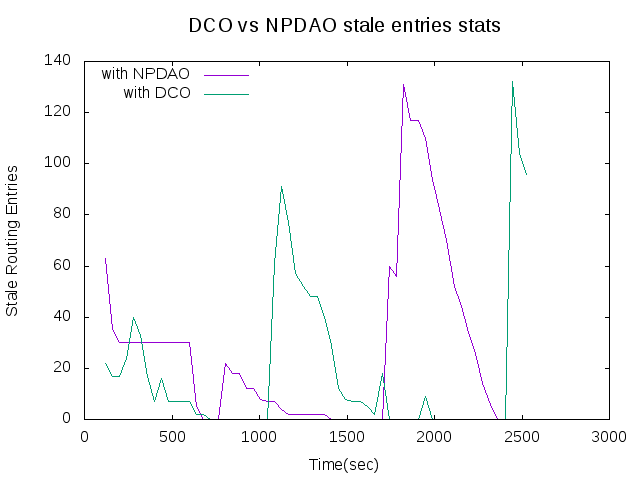 DCO vs NPDAO stale entries stats
with NPDAO
with DCO
Stale Routing Entries
140
120
100
80
60
40
20
0
0 500 1000 1500 2000 2500 3000
Time(sec)